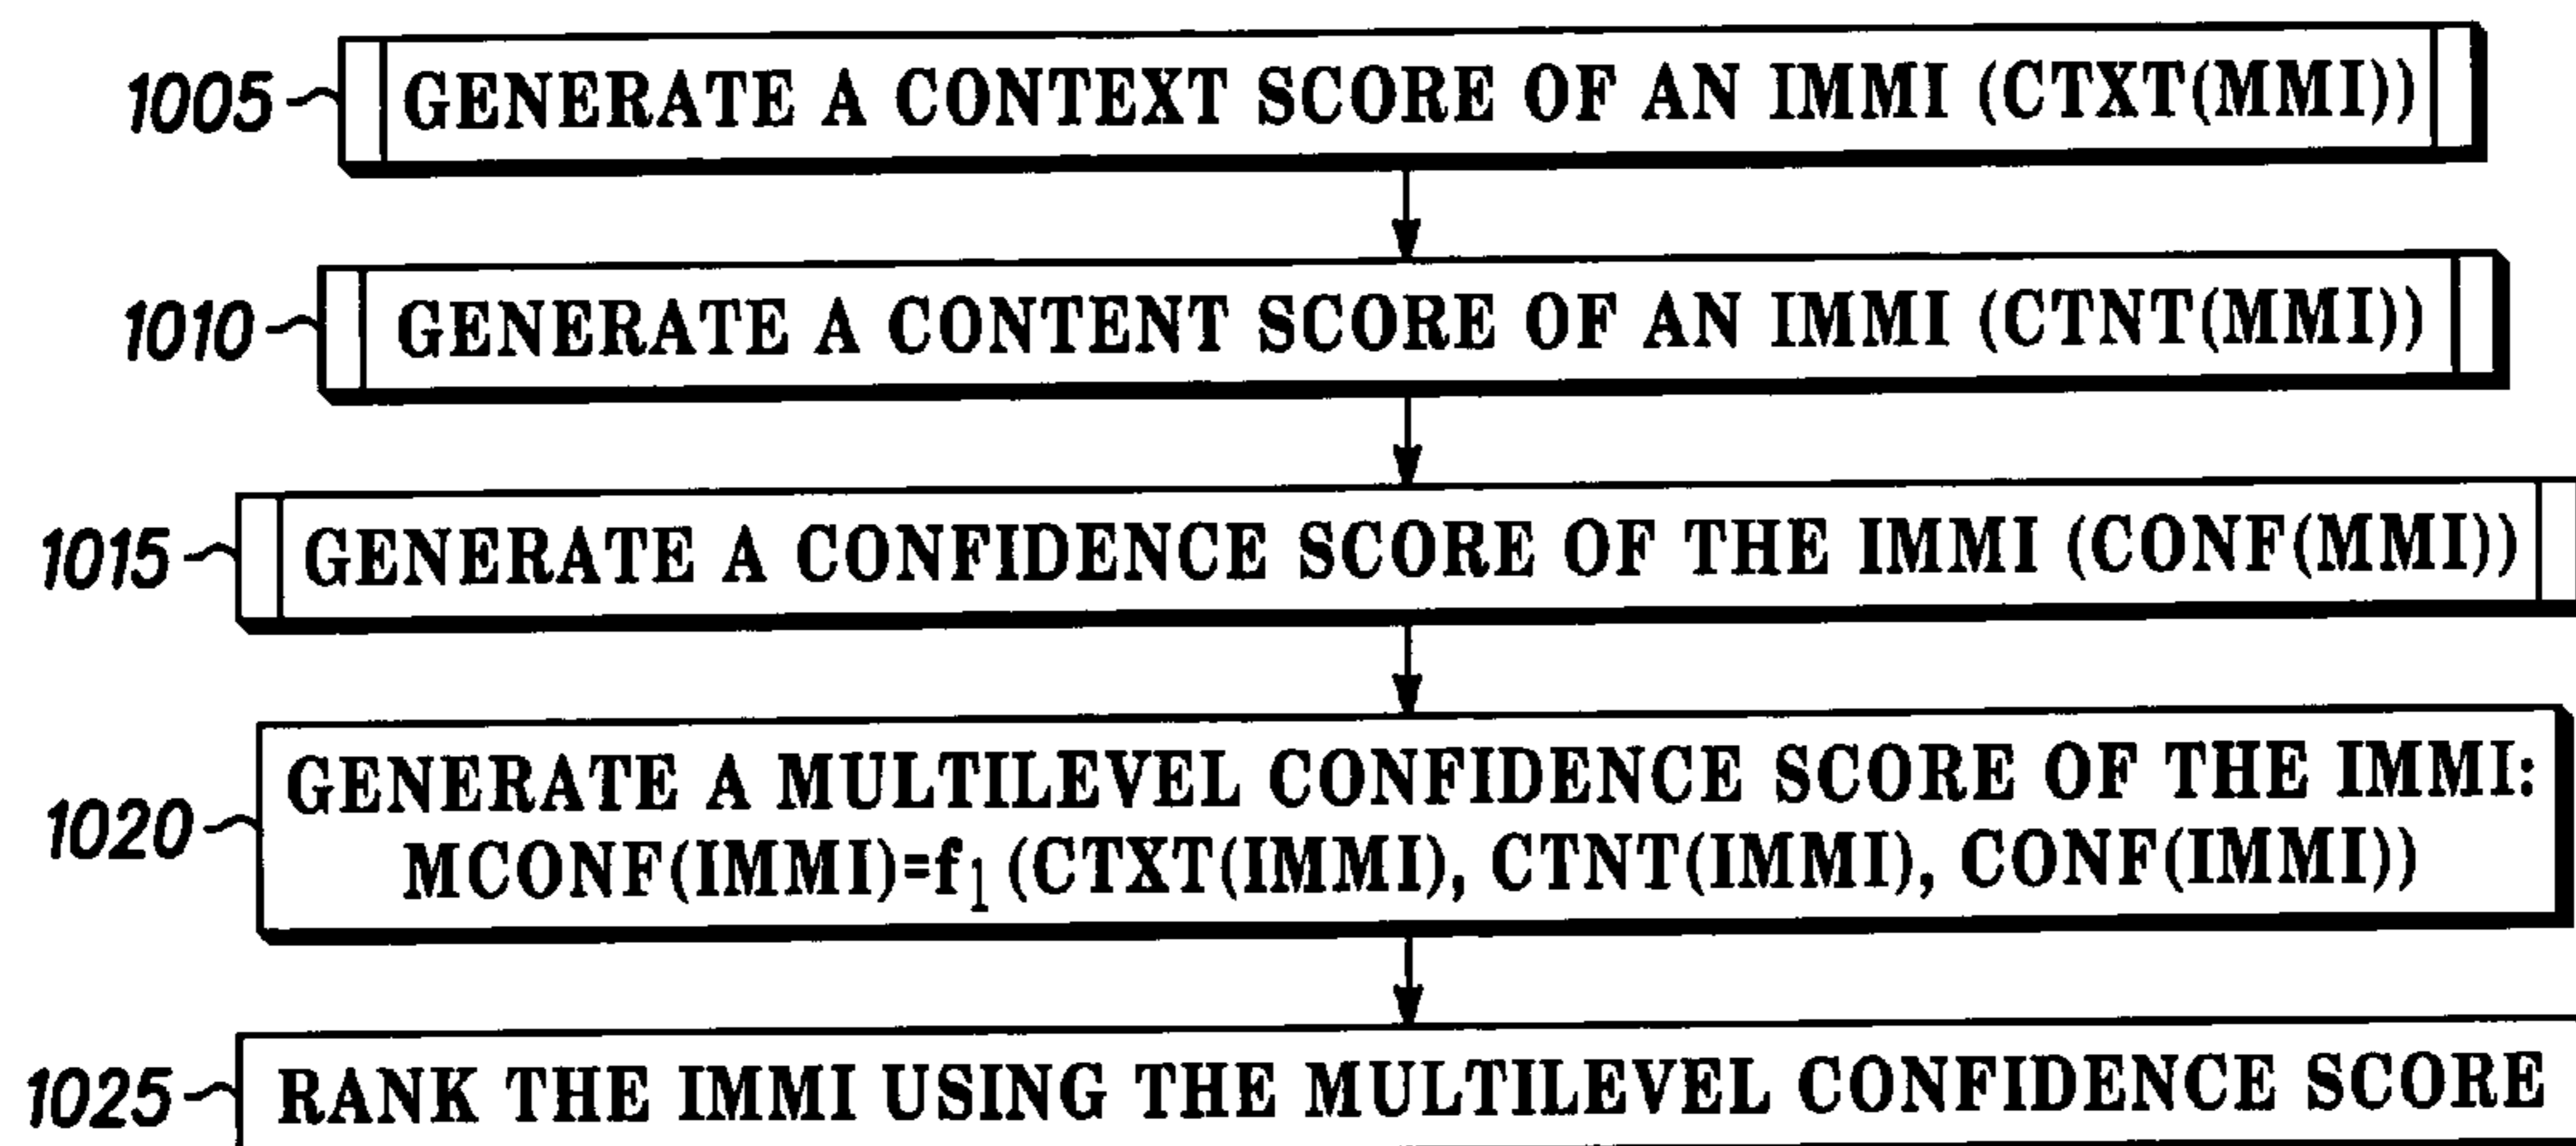 1005 GENERATE A CONTEXT SCORE OF AN IMMI (CTXT(MMI))
1010 GENERATE A CONTENT SCORE OF AN IMMI (CTNT(MMI))
1015 GENERATE A CONFIDENCE SCORE OF THE IMMI (CONF(MMI))
GENERATE A MULTILEVEL CONFIDENCE SCORE OF THE IMMI:
1020 MCONF(IMMI)=f1 (CTXT(IMMI), CTNT(IMMI), CONF(IMMI))
1025 RANK THE IMMI USING THE MULTILEVEL CONFIDENCE SCORE